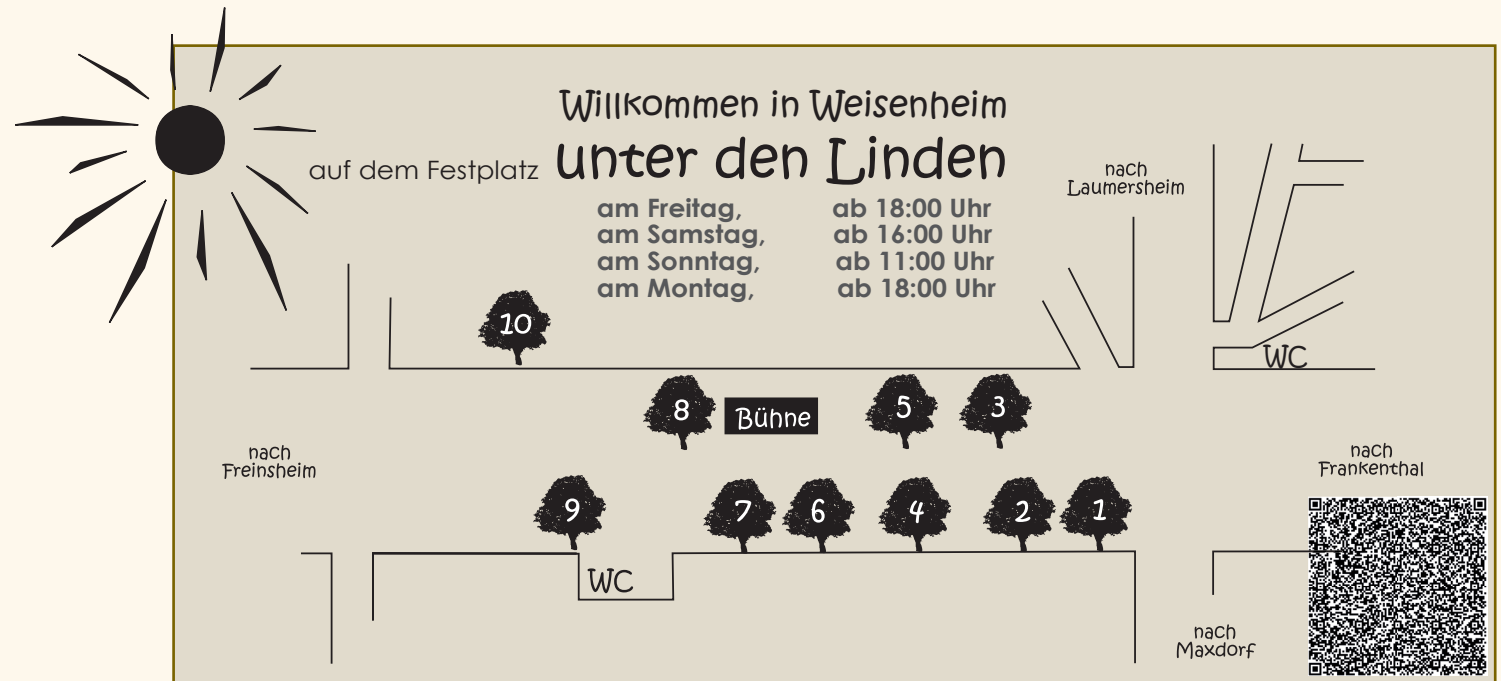 Willkommen in Weisenheim
auf dem Festplatz unter den Linden
am Freitag, ab 18:00 Uhr
am Samstag, ab 16:00 Uhr
am Sonntag, ab 11:00 Uhr
am Montag, ab 18:00 Uhr
nach
Laumersheim
10
WC
8 Bühne 5 3
nach
Freinsheim
nach
Frankenthal
9 7 6 4 2 1
WC
nach
Maxdorf